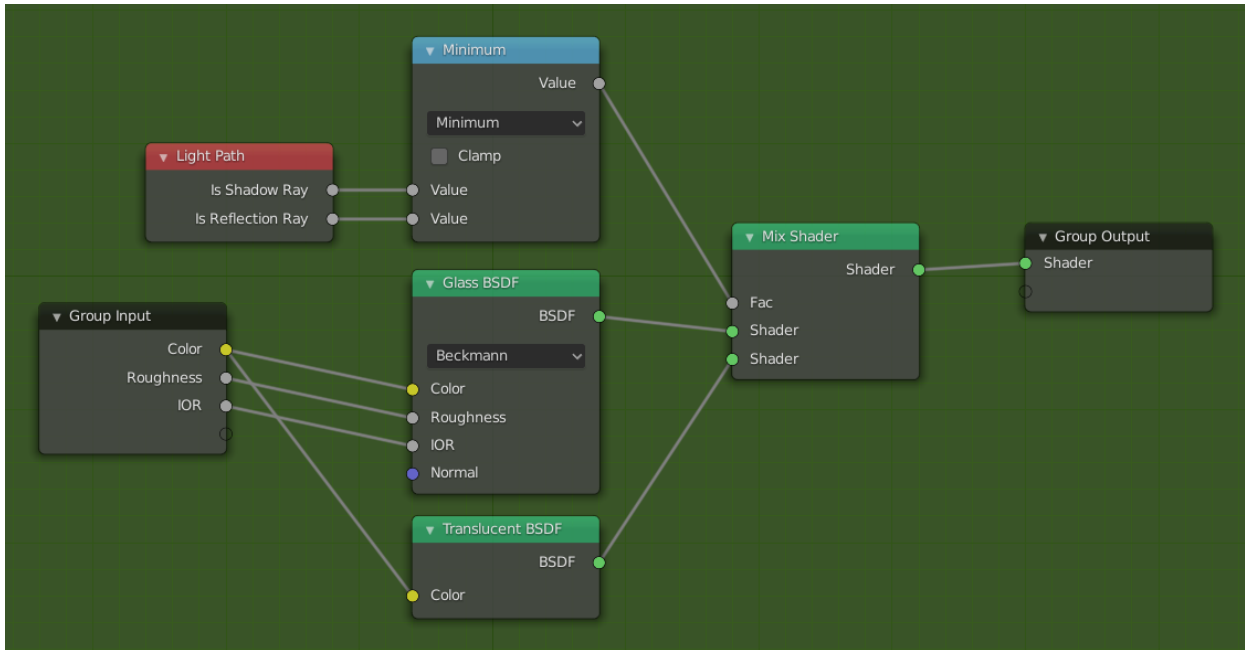 Minimum
Value
Minimum
Clamp
Value
Value
Light Path
Is Shadow Ray
Is Reflection Ray
Group Input
Color
Roughness
IOR
Glass BSDF
BSDF
Beckmann
Color
Roughness
IOR
Normal
Translucent BSDF
BSDF
Color
Mix Shader
Shader
Fac
Shader
Shader
Group Output
Shader